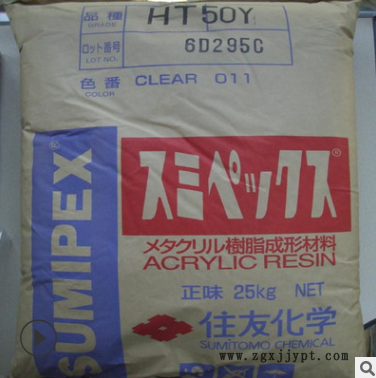 品種 HT50Y
GRADE
ロット番号 6D295C
LOT NO.
色番 CLEAR 011
COLOR
SUMIPEX®
スミペックス®
メタクリル樹脂成形材料
ACRYLIC RESIN
正味 25kg NET
住友化学
SUMITOMO CHEMICAL
www.zgxjjypt.com